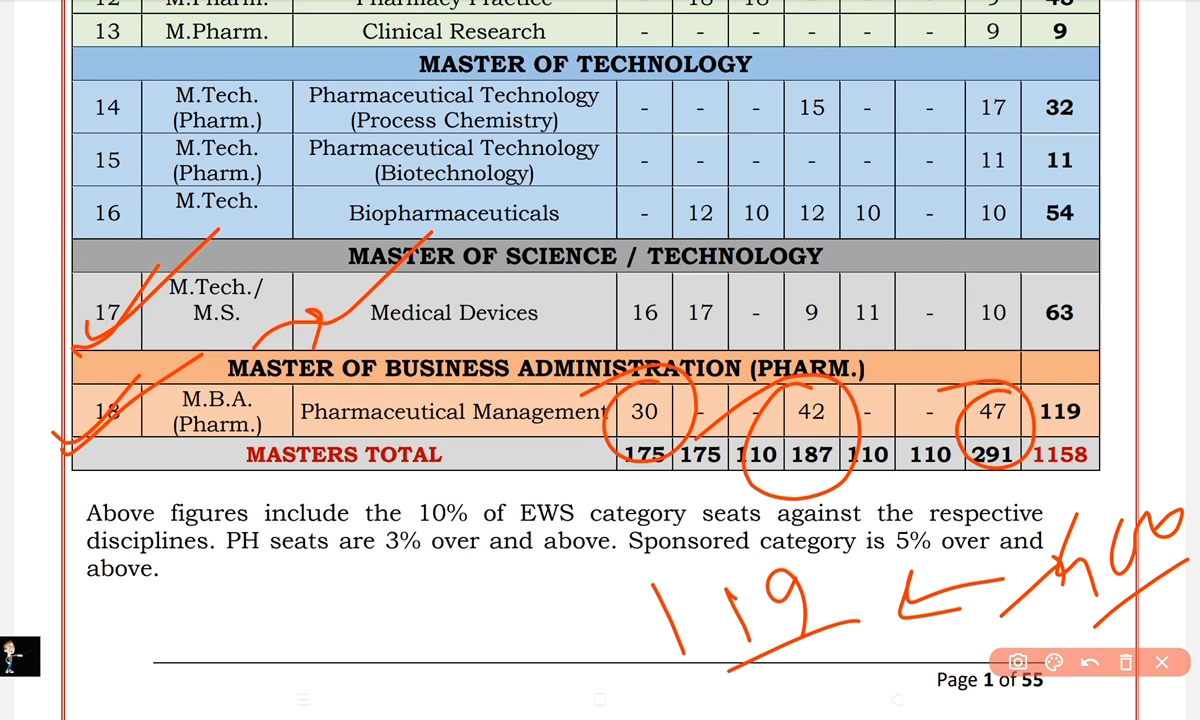 13 M.Pharm. Clinical Research - - - - - - 9 9
MASTER OF TECHNOLOGY
14 M.Tech. (Pharm.) Pharmaceutical Technology (Process Chemistry) - - - 15 - - 17 32
15 M.Tech. (Pharm.) Pharmaceutical Technology (Biotechnology) - - - - - - 11 11
16 M.Tech. Biopharmaceuticals - 12 10 12 10 - 10 54
MASTER OF SCIENCE / TECHNOLOGY
17 M.Tech./ M.S. Medical Devices 16 17 - 9 11 - 10 63
MASTER OF BUSINESS ADMINISTRATION (PHARM.)
18 M.B.A. (Pharm.) Pharmaceutical Management 30 - - 42 - - 47 119
MASTERS TOTAL 175 175 110 187 110 110 291 1158
Above figures include the 10% of EWS category seats against the respective
disciplines. PH seats are 3% over and above. Sponsored category is 5% over and
above.
119
Page 1 of 55